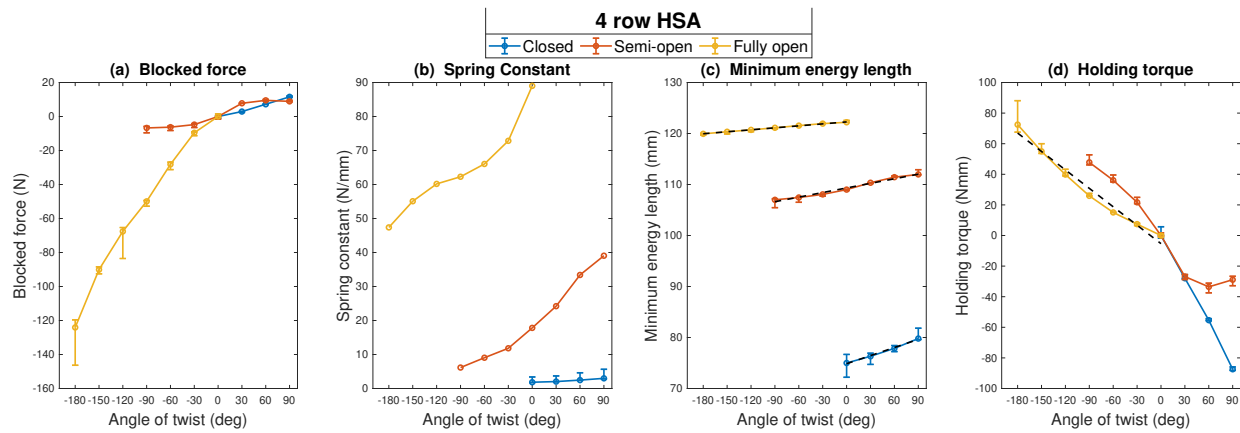 4 row HSA
Closed Semi-open Fully open
(a) Blocked force
Blocked force (N)
20
0
-20
-40
-60
-80
-100
-120
-140
-160
-180 -150 -120 -90 -60 -30 0 30 60 90
Angle of twist (deg)
(b) Spring Constant
Spring constant (N/mm)
90
80
70
60
50
40
30
20
10
0
-180 -150 -120 -90 -60 -30 0 30 60 90
Angle of twist (deg)
(c) Minimum energy length
Minimum energy length (mm)
130
120
110
100
90
80
70
-180 -150 -120 -90 -60 -30 0 30 60 90
Angle of twist (deg)
(d) Holding torque
Holding torque (Nmm)
100
80
60
40
20
0
-20
-40
-60
-80
-100
-180 -150 -120 -90 -60 -30 0 30 60 90
Angle of twist (deg)